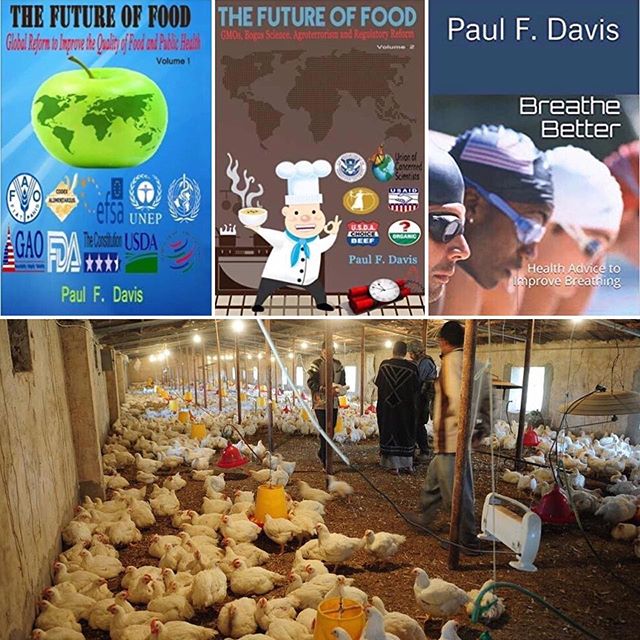 THE FUTURE OF FOOD
Global Reform to Improve the Quality of Food and Public Health
Volume 1
FAO
CODEX
ALIMENTARIUS
efsa
UNEP
GAO
FDA
The Constitution
USDA
Paul F. Davis
THE FUTURE OF FOOD
GMOs, Bogus Science, Agroterrorism and Regulatory Reform
Volume 2
Union of
Concerned
Scientists
USAID
U.S.D.A.
CHOICE
BEEF
?
ORGANIC
Paul F. Davis
Paul F. Davis
Breathe
Better
Health Advice to
Improve Breathing